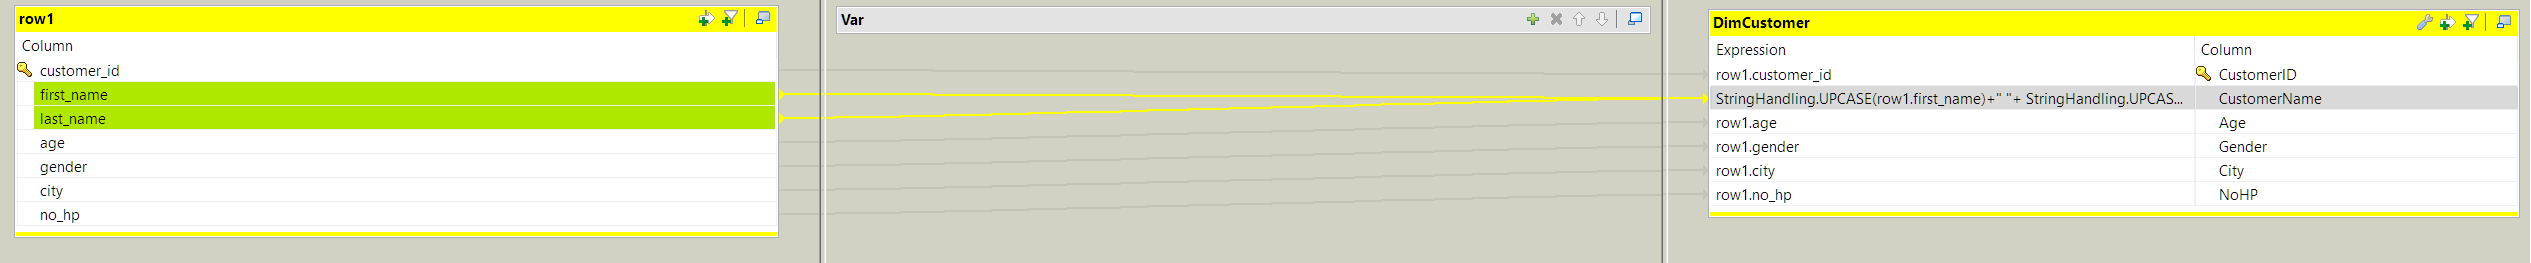 row1
Column
customer_id
first_name
last_name
age
gender
city
no_hp
Var
DimCustomer
Expression Column
row1.customer_id CustomerID
StringHandling.UPCASE(row1.first_name)+" "+ StringHandling.UPCAS... CustomerName
row1.age Age
row1.gender Gender
row1.city City
row1.no_hp NoHP